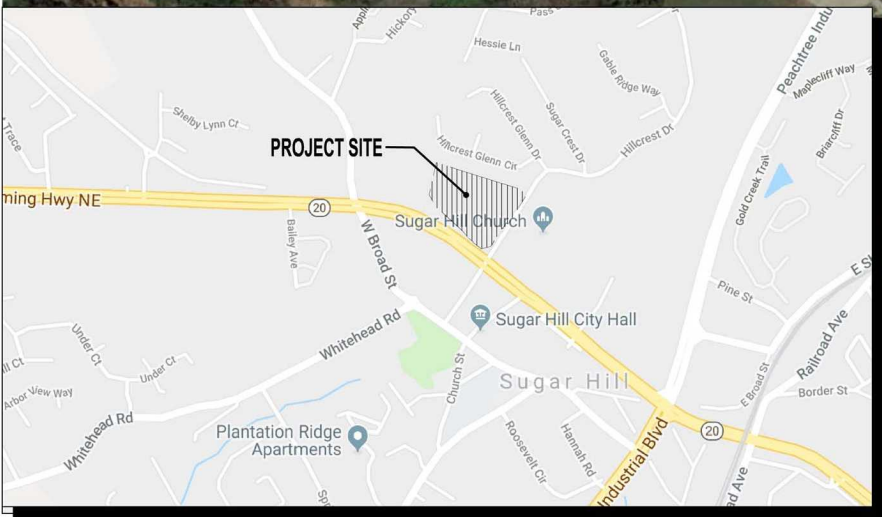 Hickory
Pass
Hessie Ln
Peachtree Indu
Maplecliff Way
Gable Ridge Way
Shelby Lynn Ct
Hillcrest Glenn Dr
Sugar Crest Dr
Briarcliff Dr
Trace
PROJECT SITE
Hillcrest Glenn Cir
Hillcrest Dr
Gold Creek Trail
ming Hwy NE
20
Sugar Hill Church
Bailey Ave
W Broad St
Pine St
Whitehead Rd
Sugar Hill City Hall
Railroad Ave
Under Ct
Under Ct
Church St
Sugar Hill
E Broad St
Border St
Arbor View Way
Whitehead Rd
Plantation Ridge
Apartments
Roosevelt Cir
Hannah Rd
Industrial Blvd
20